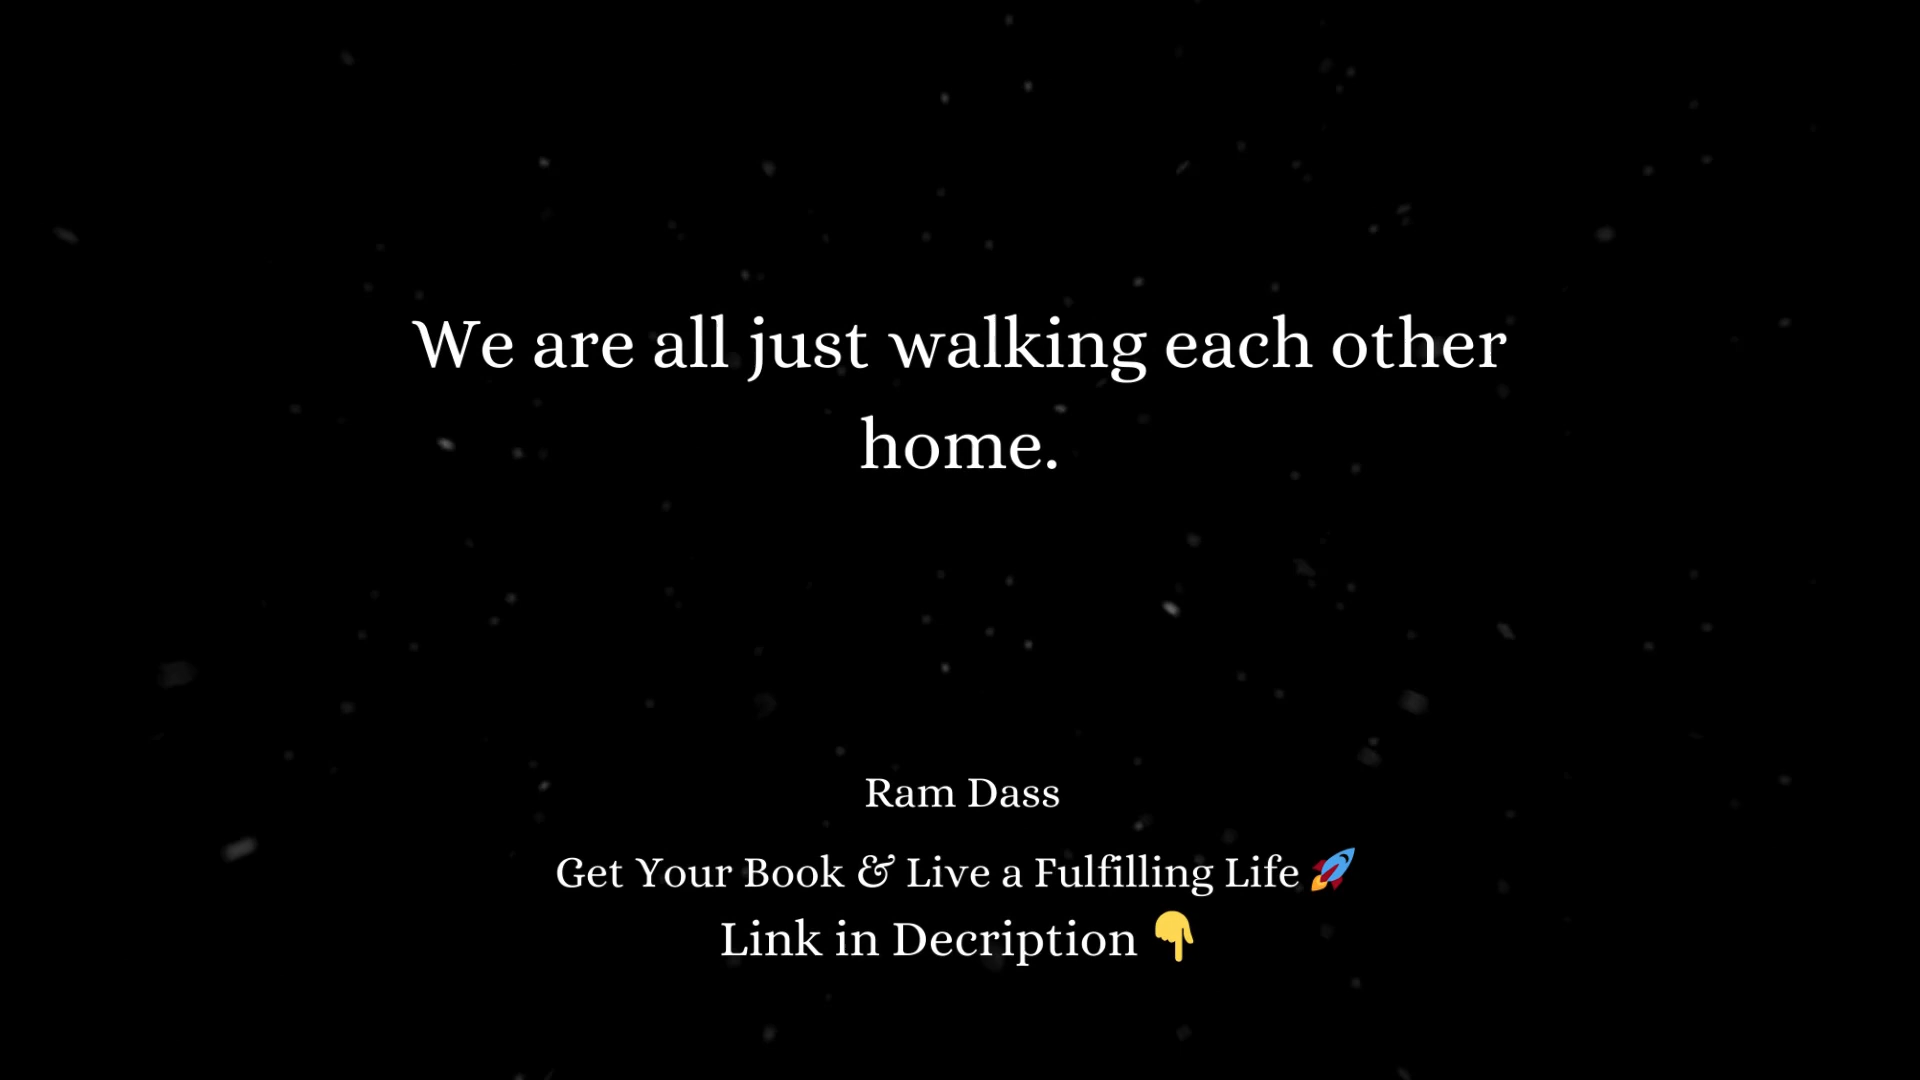 We are all just walking each other
home.
Ram Dass
Get Your Book & Live a Fulfilling Life 🚀
Link in Decription 👇